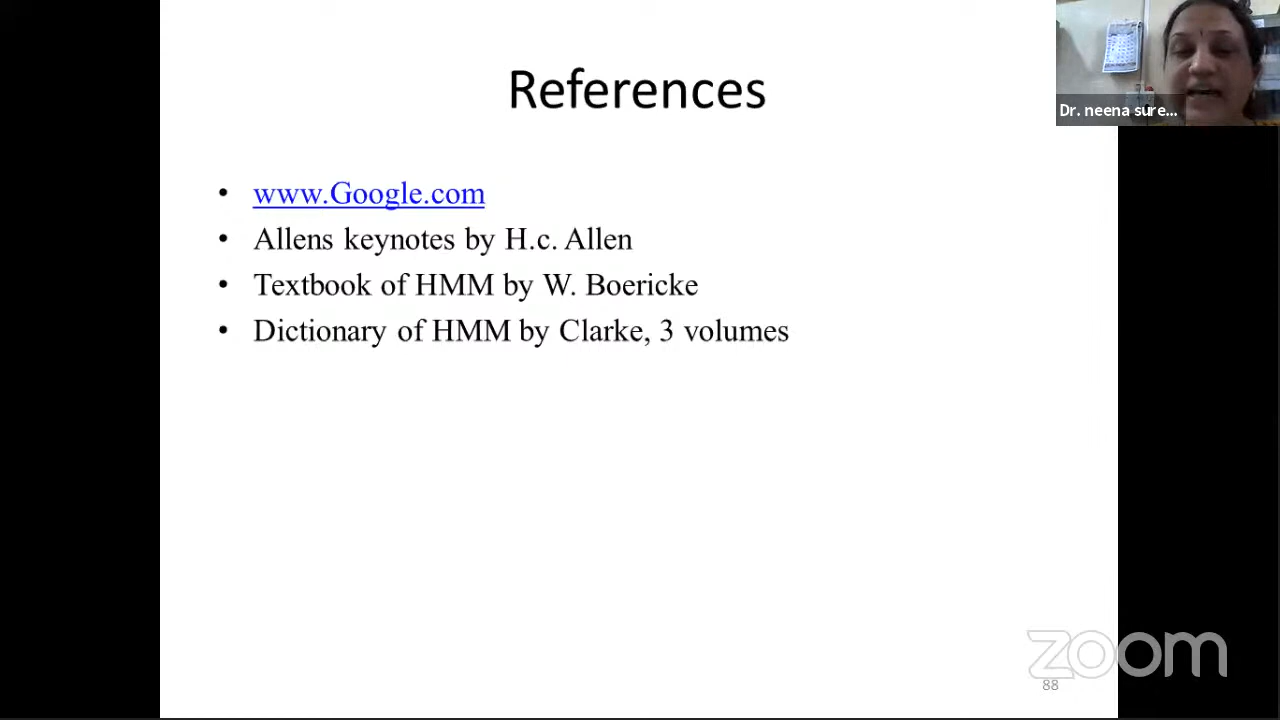 References
Dr. neena sure...
• www.Google.com
• Allens keynotes by H.c. Allen
• Textbook of HMM by W. Boericke
• Dictionary of HMM by Clarke, 3 volumes
zoom
88